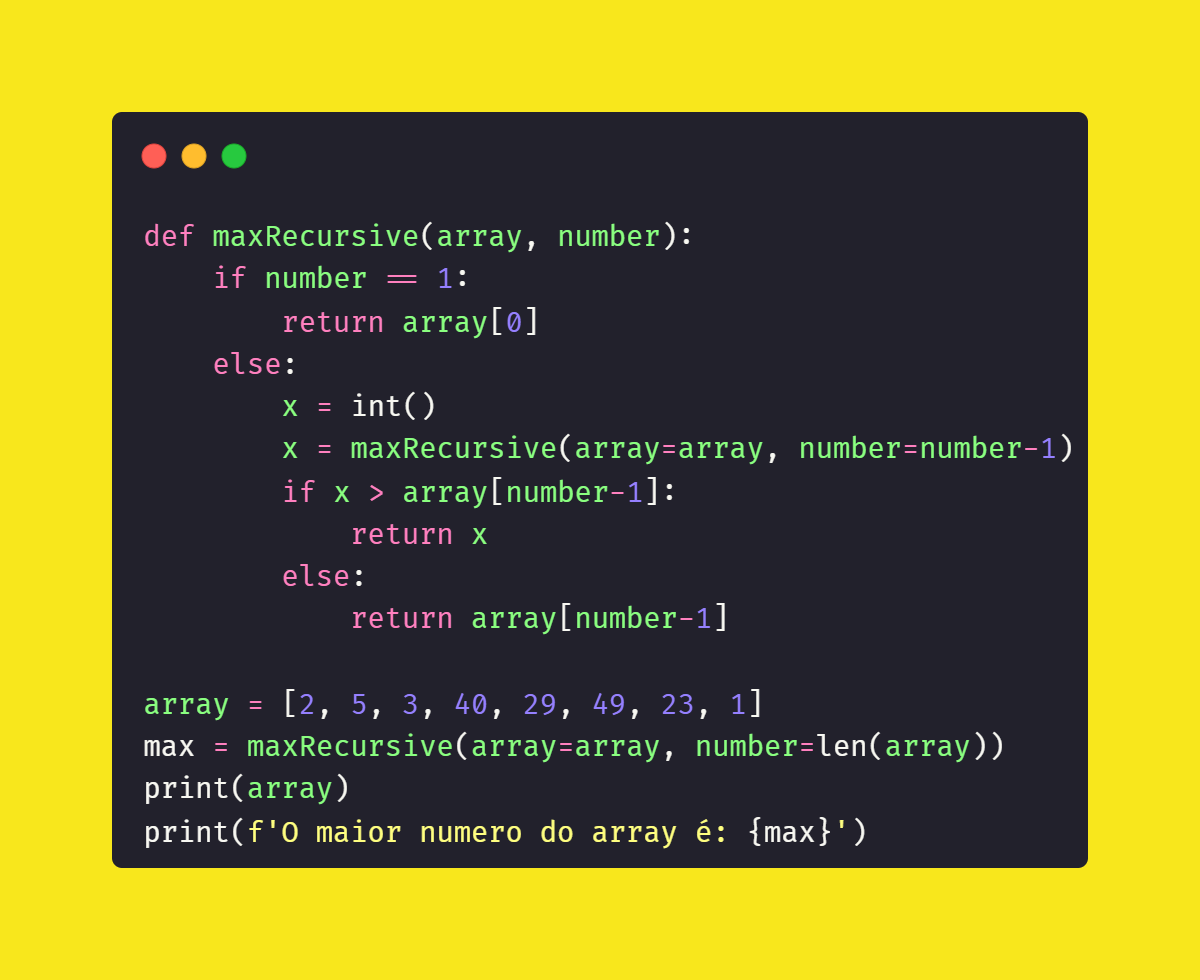 def maxRecursive(array, number):
    if number == 1:
        return array[0]
    else:
        x = int()
        x = maxRecursive(array=array, number=number-1)
        if x > array[number-1]:
            return x
        else:
            return array[number-1]

array = [2, 5, 3, 40, 29, 49, 23, 1]
max = maxRecursive(array=array, number=len(array))
print(array)
print(f'O maior numero do array é: {max}')